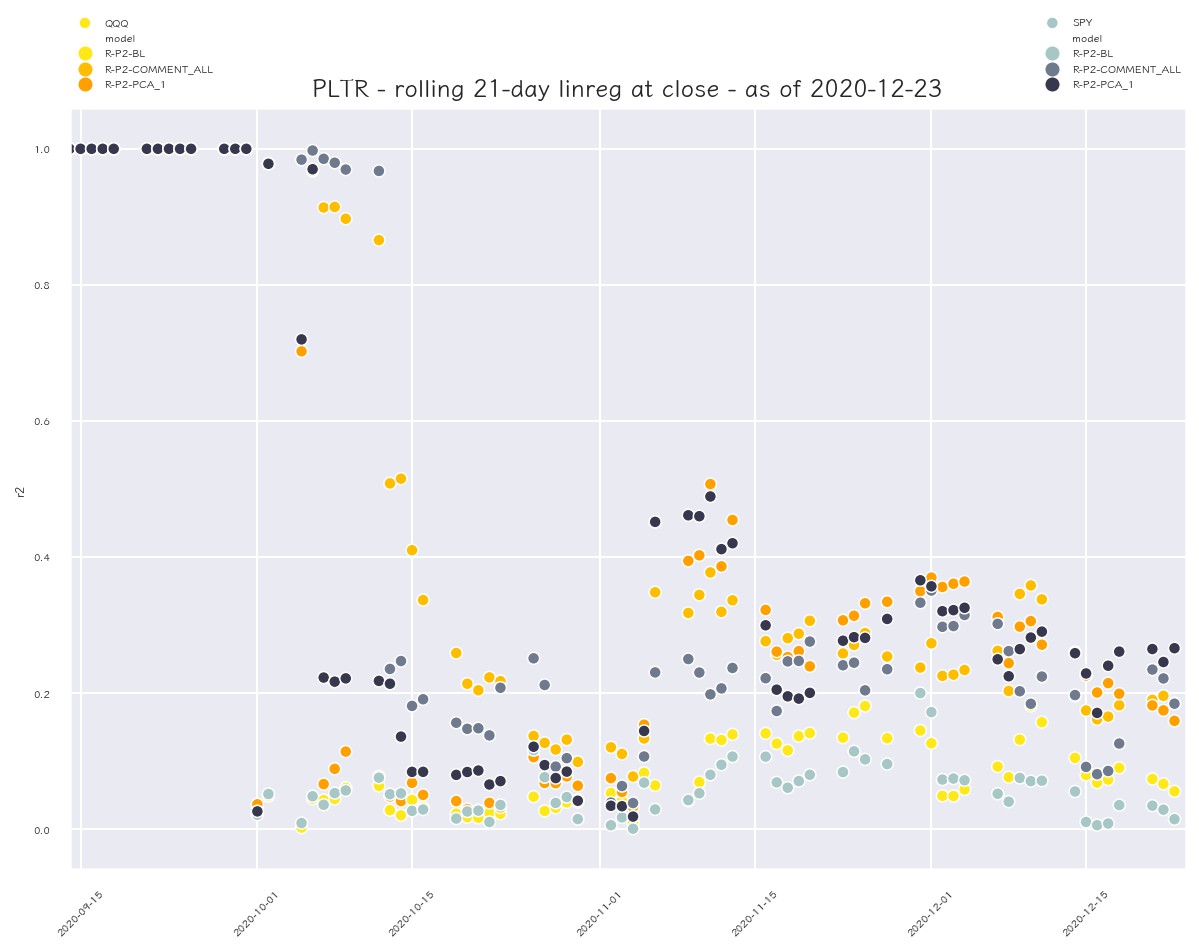 QQQ
model
R-P2-BL
R-P2-COMMENT_ALL
R-P2-PCA_1
SPY
model
R-P2-BL
R-P2-COMMENT_ALL
R-P2-PCA_1
PLTR - rolling 21-day linreg at close - as of 2020-12-23
r2
1.0
0.8
0.6
0.4
0.2
0.0
2020-09-15
2020-10-01
2020-10-15
2020-11-01
2020-11-15
2020-12-01
2020-12-15